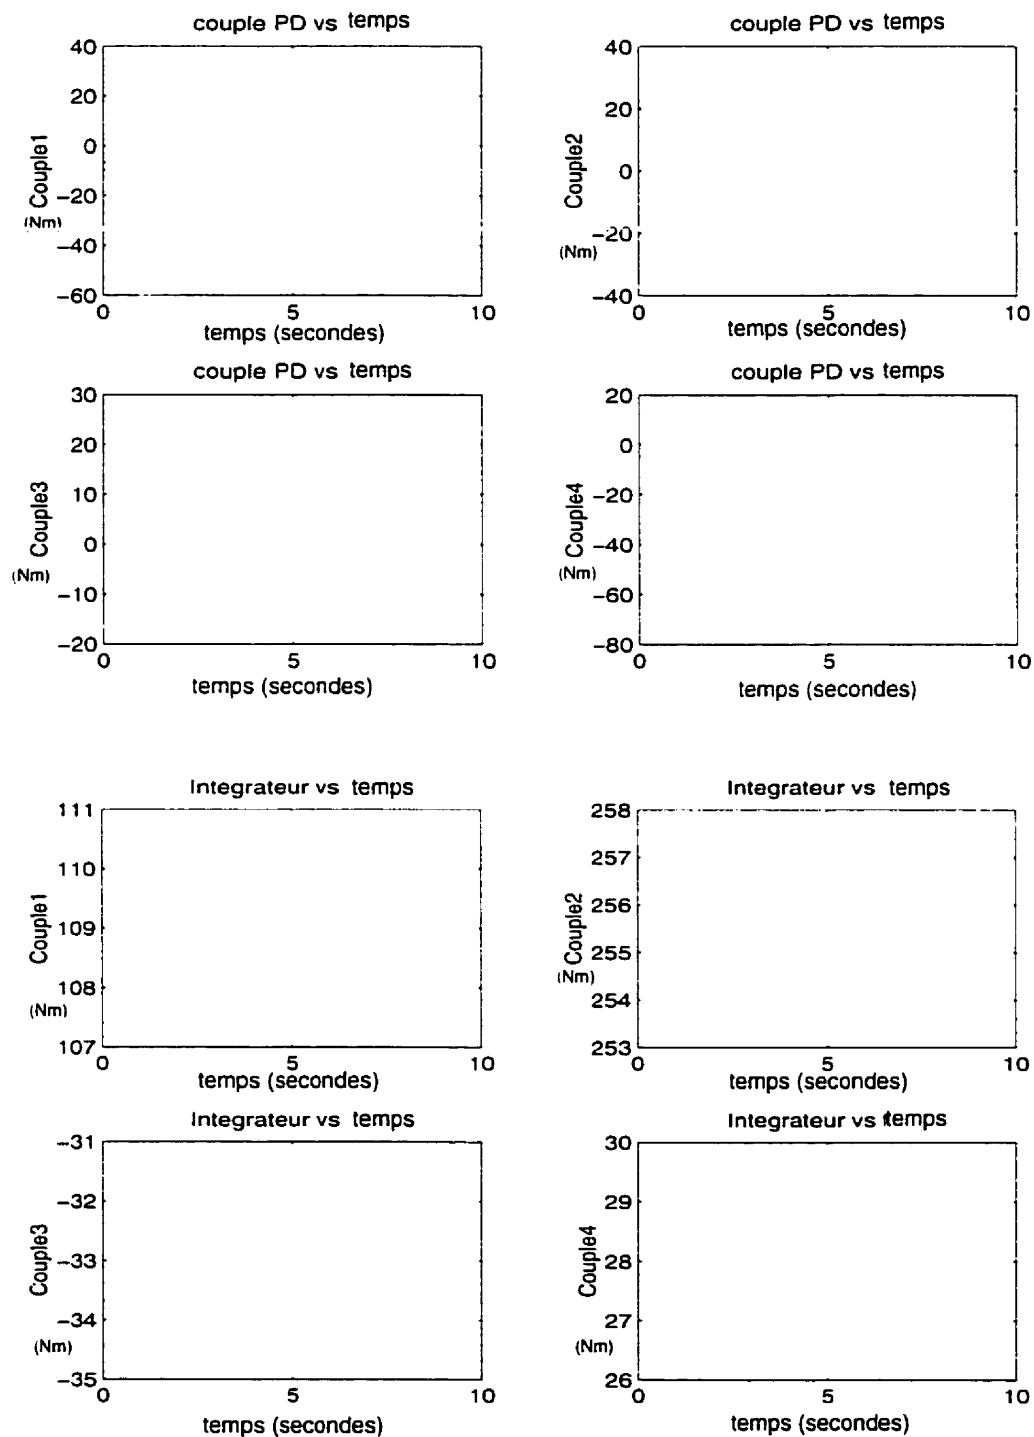 couple PD vs temps
40
20
0
−20
−40
−60
Couple1
(Nm)
0 5 10
temps (secondes)
couple PD vs temps
40
20
0
−20
−40
Couple2
(Nm)
0 5 10
temps (secondes)
couple PD vs temps
30
20
10
0
−10
−20
Couple3
(Nm)
0 5 10
temps (secondes)
couple PD vs temps
20
0
−20
−40
−60
−80
Couple4
(Nm)
0 5 10
temps (secondes)
Integrateur vs temps
111
110
109
108
107
Couple1
(Nm)
0 5 10
temps (secondes)
Integrateur vs temps
258
257
256
255
254
253
Couple2
(Nm)
0 5 10
temps (secondes)
Integrateur vs temps
−31
−32
−33
−34
−35
Couple3
(Nm)
0 5 10
temps (secondes)
Integrateur vs temps
30
29
28
27
26
Couple4
(Nm)
0 5 10
temps (secondes)